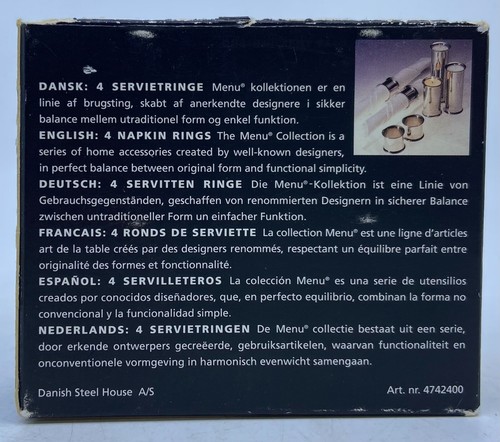 DANSK: 4 SERVIETRINGE Menu® kollektionen er en
linie af brugsting, skabt af anerkendte designere i sikker
balance mellem utraditionel form og enkel funktion.
ENGLISH: 4 NAPKIN RINGS The Menu® Collection is a
series of home accessories created by well-known designers,
in perfect balance between original form and functional simplicity.
DEUTSCH: 4 SERVITTEN RINGE Die Menu®-Kollektion ist eine Linie von
Gebrauchsgegenständen, geschaffen von renommierten Designern in sicherer Balance
zwischen untraditioneller Form un einfacher Funktion.
FRANCAIS: 4 RONDS DE SERVIETTE La collection Menu® est une ligne d'articles
art de la table créés par des designers renommés, respectant un équilibre parfait entre
originalité des formes et fonctionnalité.
ESPAÑOL: 4 SERVILLETEROS La colección Menu® es una serie de utensilios
creados por conocidos diseñadores, que, en perfecto equilibrio, combinan la forma no
convencional y la funcionalidad simple.
NEDERLANDS: 4 SERVIETRINGEN De Menu® collectie bestaat uit een serie,
door erkende ontwerpers gecreëerde, gebruiksartikelen, waarvan functionaliteit en
onconventionele vormgeving in harmonisch evenwicht samengaan.
Danish Steel House A/S
Art. nr. 4742400